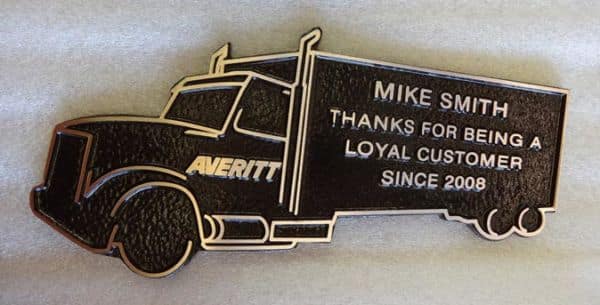 MIKE SMITH
THANKS FOR BEING A
LOYAL CUSTOMER
SINCE 2008
AVERITT